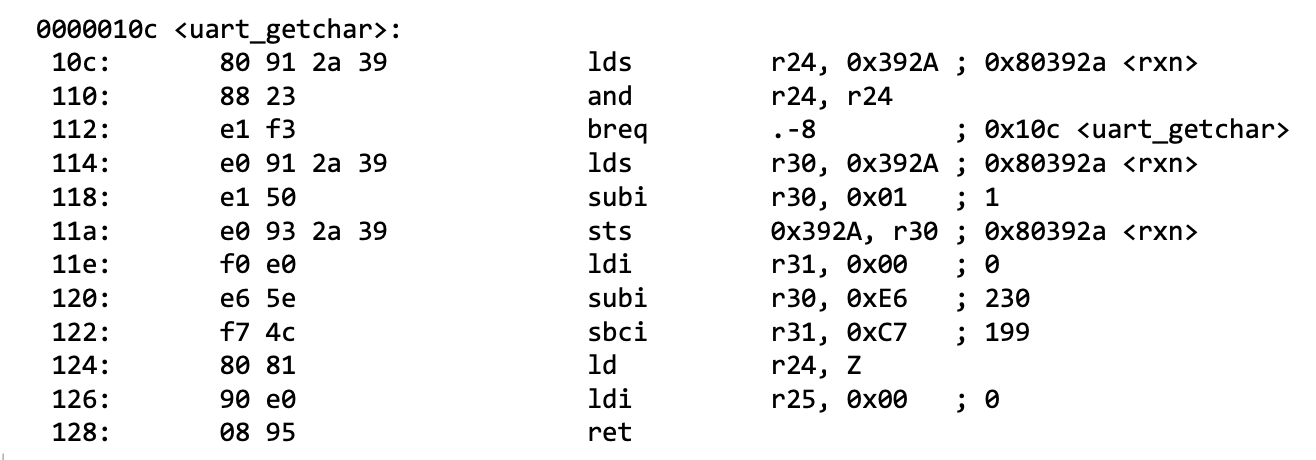 0000010c <uart_getchar>:
10c: 80 91 2a 39 lds r24, 0x392A ; 0x80392a <rxn>
110: 88 23 and r24, r24
112: e1 f3 breq .-8 ; 0x10c <uart_getchar>
114: e0 91 2a 39 lds r30, 0x392A ; 0x80392a <rxn>
118: e1 50 subi r30, 0x01 ; 1
11a: e0 93 2a 39 sts 0x392A, r30 ; 0x80392a <rxn>
11e: f0 e0 ldi r31, 0x00 ; 0
120: e6 5e subi r30, 0xE6 ; 230
122: f7 4c sbci r31, 0xC7 ; 199
124: 80 81 ld r24, Z
126: 90 e0 ldi r25, 0x00 ; 0
128: 08 95 ret